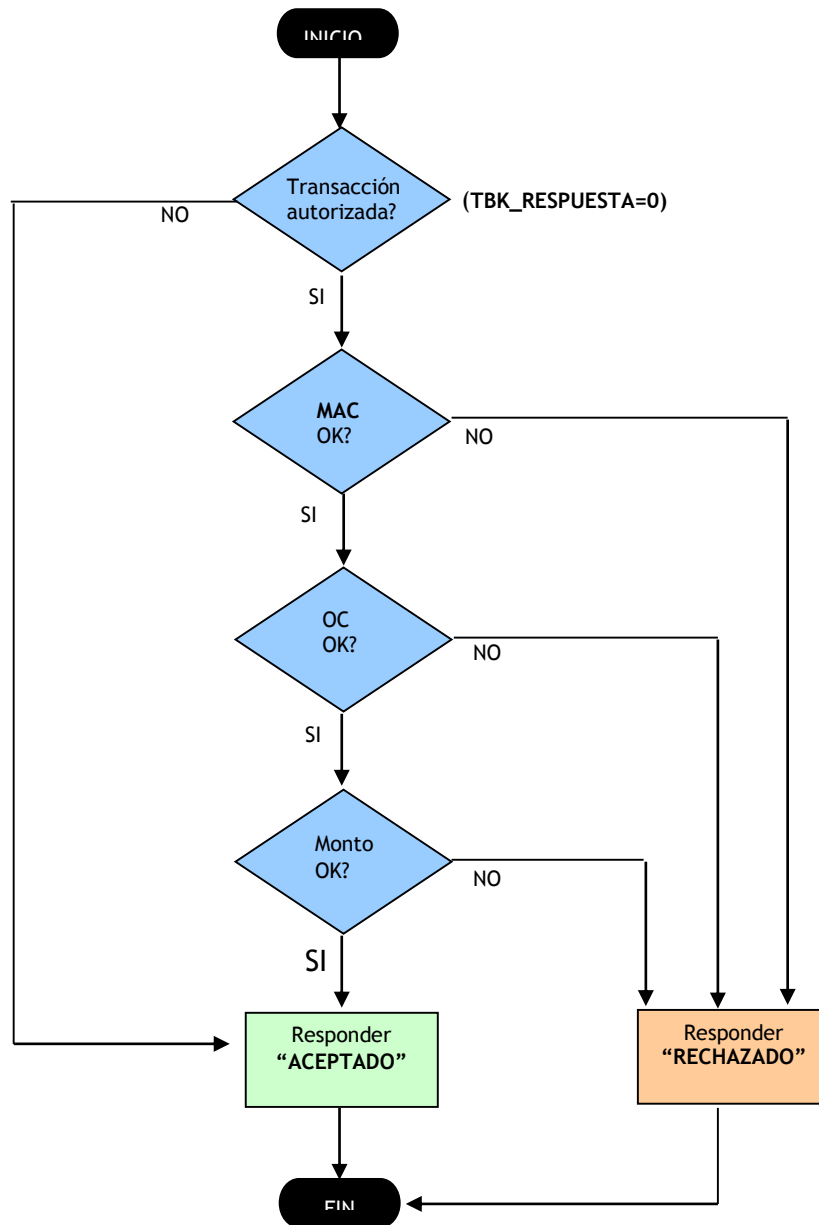 INICIO
Transacción
autorizada?
(TBK_RESPUESTA=0)
NO
SI
MAC
OK?
NO
SI
OC
OK?
NO
SI
Monto
OK?
NO
SI
Responder
“ACEPTADO”
Responder
“RECHAZADO”
FIN